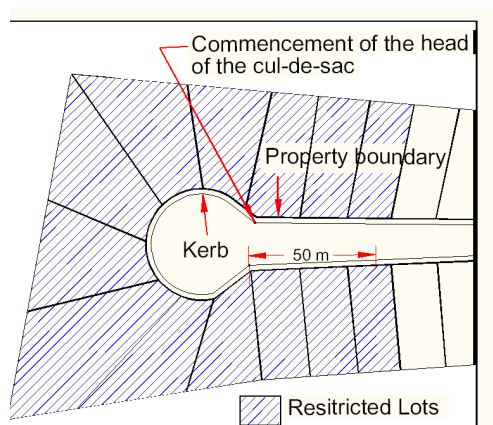 Commencement of the head
of the cul-de-sac
Property boundary
Kerb
50 m
Resitricted Lots